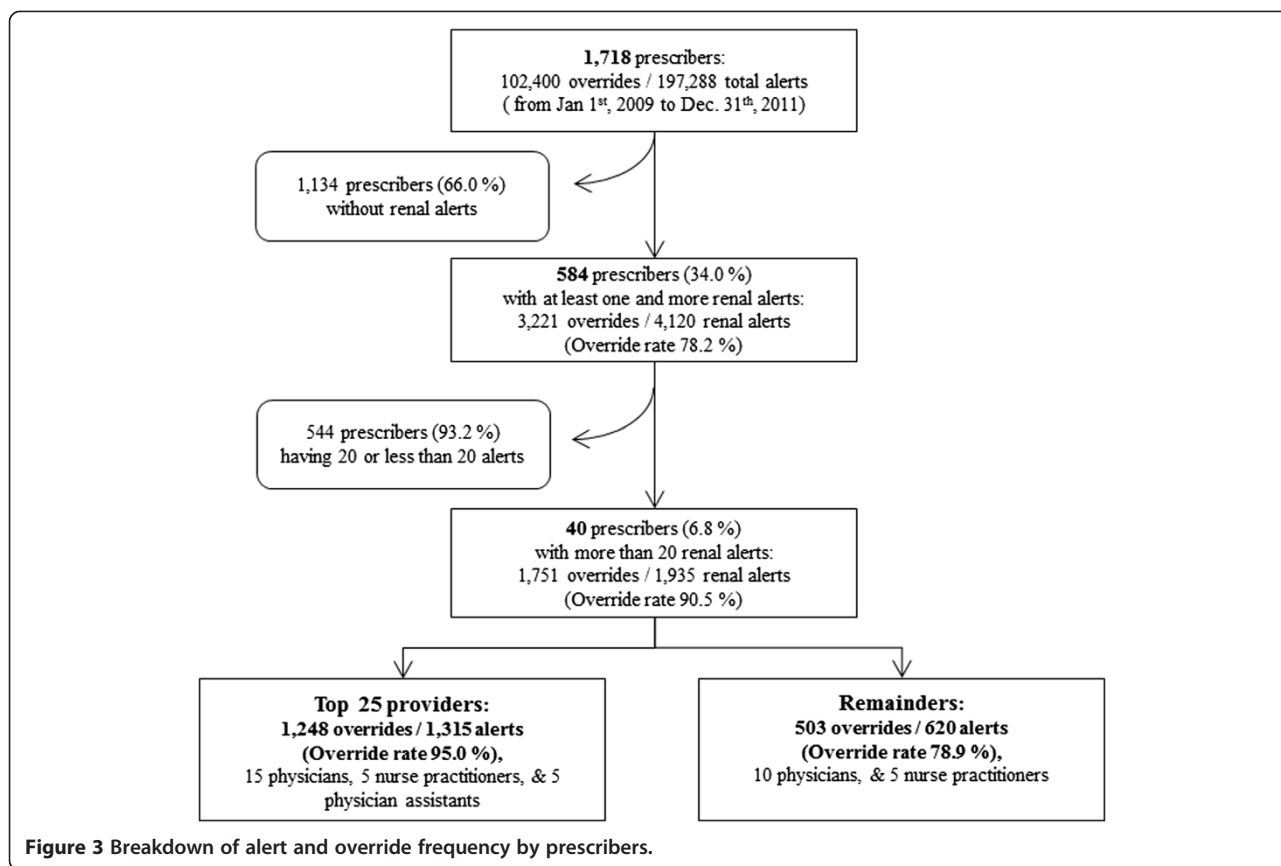 1,718 prescribers:
102,400 overrides / 197,288 total alerts
( from Jan 1st, 2009 to Dec. 31th, 2011)
1,134 prescribers (66.0 %)
without renal alerts
584 prescribers (34.0 %)
with at least one and more renal alerts:
3,221 overrides / 4,120 renal alerts
(Override rate 78.2 %)
544 prescribers (93.2 %)
having 20 or less than 20 alerts
40 prescribers (6.8 %)
with more than 20 renal alerts:
1,751 overrides / 1,935 renal alerts
(Override rate 90.5 %)
Top 25 providers:
1,248 overrides / 1,315 alerts
(Override rate 95.0 %),
15 physicians, 5 nurse practitioners, & 5
physician assistants
Remainders:
503 overrides / 620 alerts
(Override rate 78.9 %),
10 physicians, & 5 nurse practitioners
Figure 3 Breakdown of alert and override frequency by prescribers.